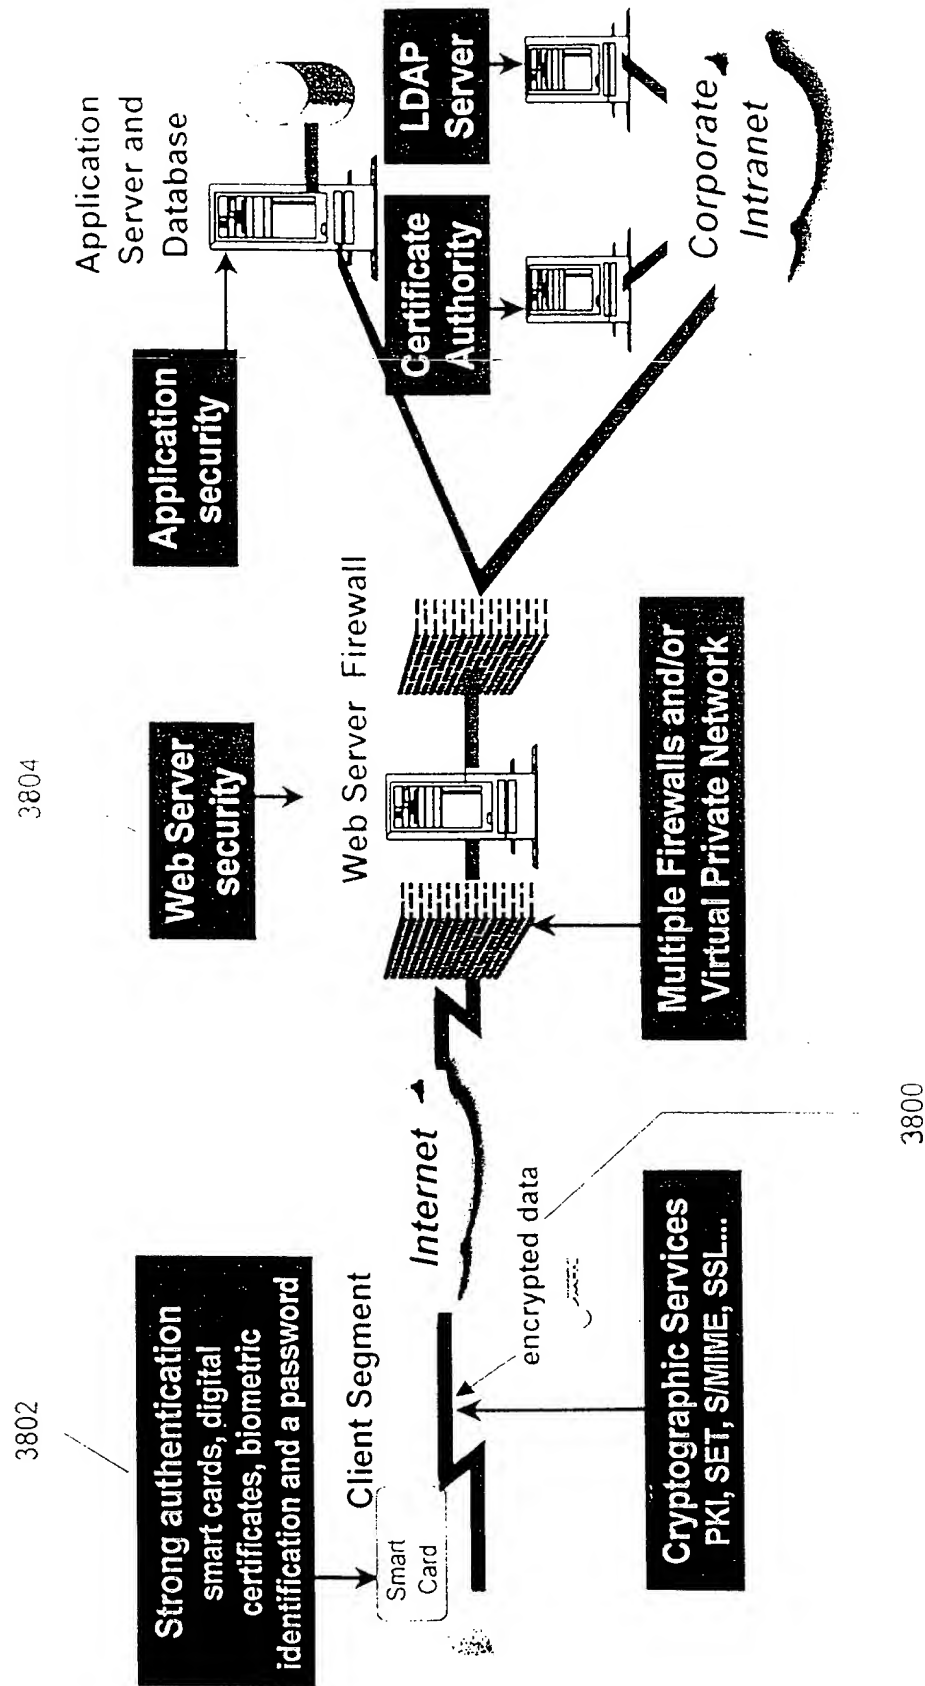 3802
3804
Strong authentication
smart cards, digital
certificates, biometric
identification and a password
Web Server
security
Application
security
Application
Server and
Database
Client Segment
Smart
Card
Internet
Web Server Firewall
Certificate
Authority
LDAP
Server
encrypted data
Corporate
Intranet
Cryptographic Services
PKI, SET, S/MIME, SSL...
Multiple Firewalls and/or
Virtual Private Network
3800